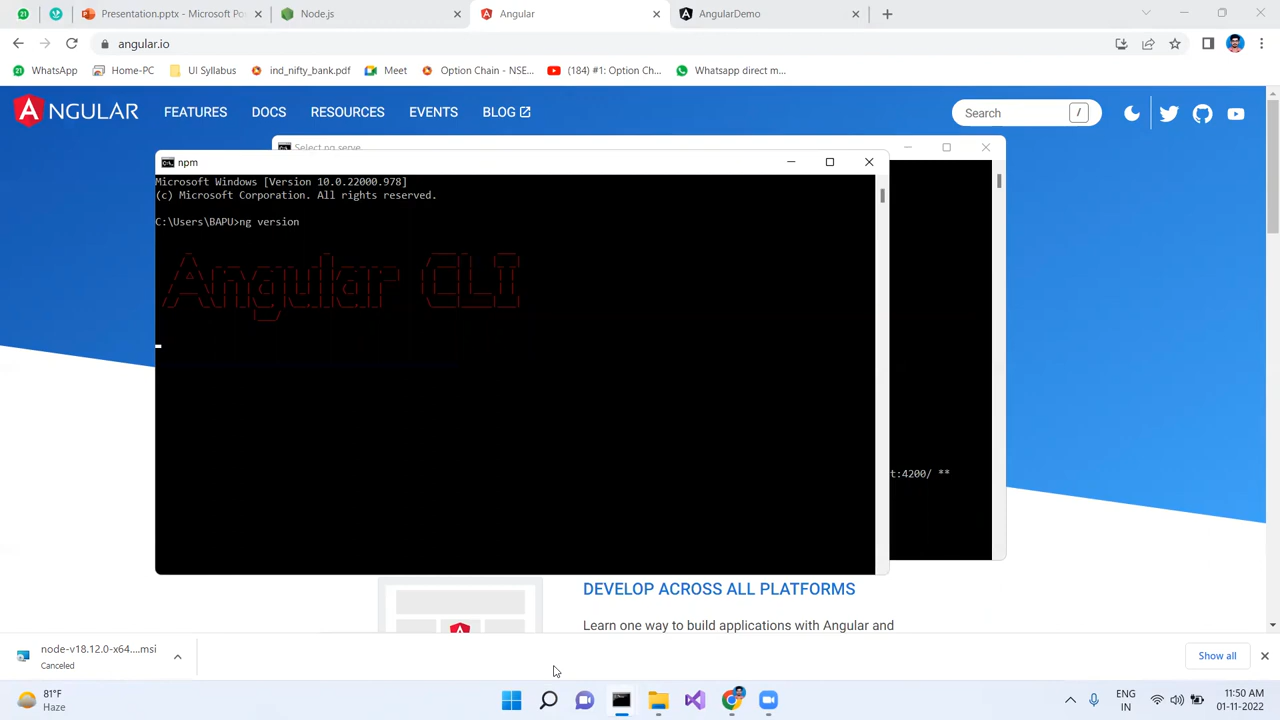 Presentation.pptx - Microsoft Po
Node.js
Angular
AngularDemo
angular.io
WhatsApp
Home-PC
UI Syllabus
ind_nifty_bank.pdf
Meet
Option Chain - NSE...
(184) #1: Option Ch...
Whatsapp direct m...
ANGULAR
FEATURES
DOCS
RESOURCES
EVENTS
BLOG
Search
/
Select ng serve
npm
Microsoft Windows [Version 10.0.22000.978]
(c) Microsoft Corporation. All rights reserved.
C:\Users\BAPU>ng version
Angular CLI
t:4200/ **
DEVELOP ACROSS ALL PLATFORMS
Learn one way to build applications with Angular and
node-v18.12.0-x64....msi
Canceled
Show all
81°F
Haze
ENG
IN
11:50 AM
01-11-2022